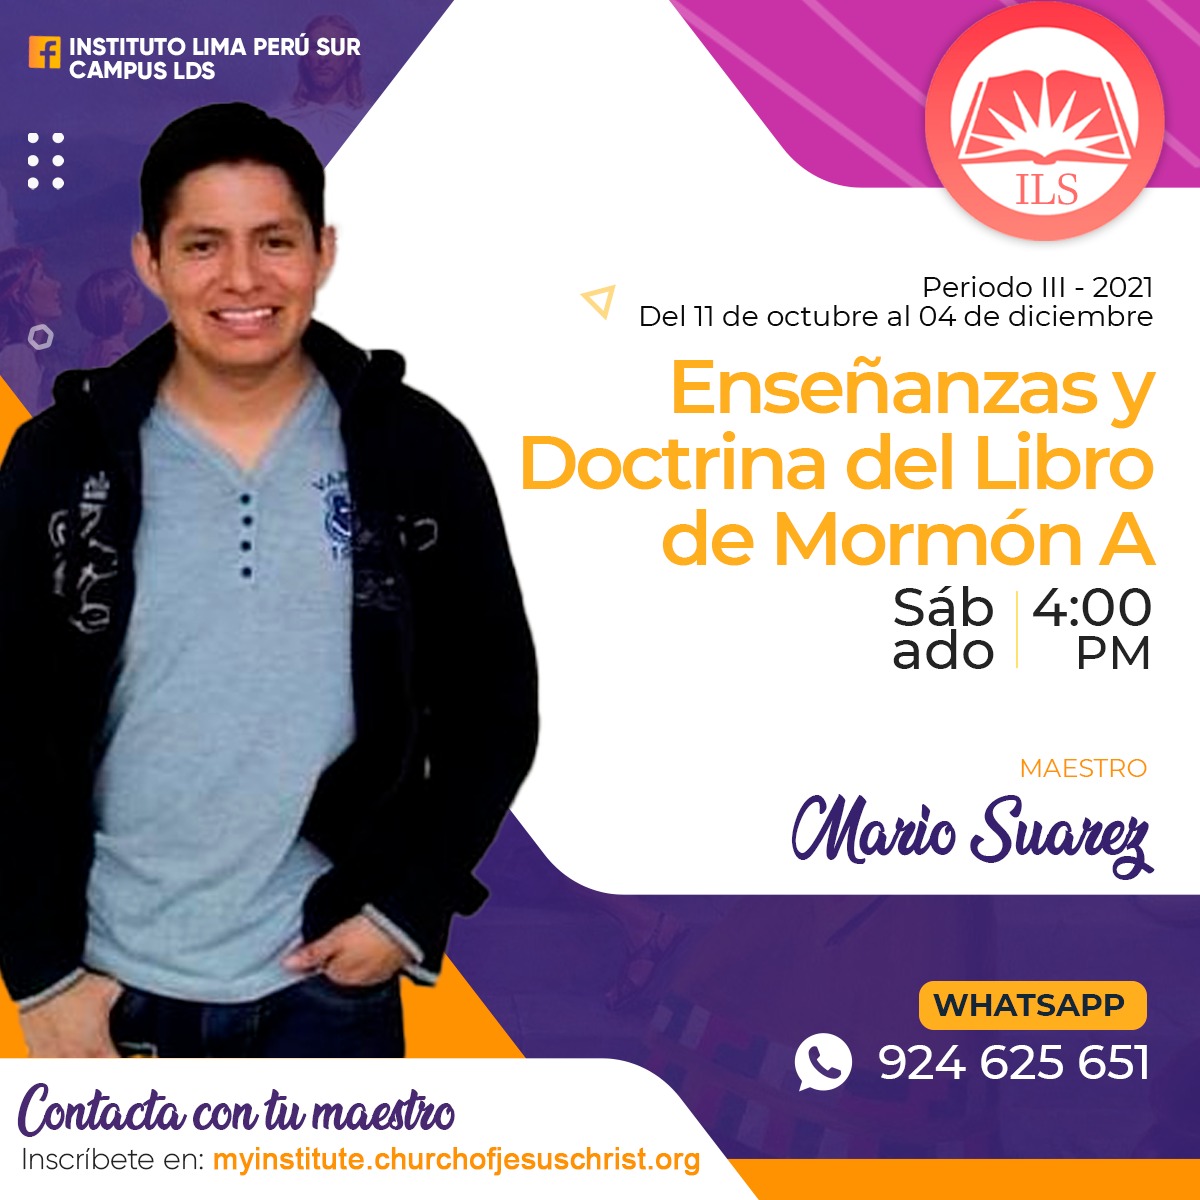 INSTITUTO LIMA PERÚ SUR
CAMPUS LDS
ILS
Periodo III - 2021
Del 11 de octubre al 04 de diciembre
Enseñanzas y
Doctrina del Libro
de Mormón A
Sáb
ado
4:00
PM
MAESTRO
Mario Suarez
WHATSAPP
924 625 651
Contacta con tu maestro
Inscríbete en: myinstitute.churchofjesuschrist.org